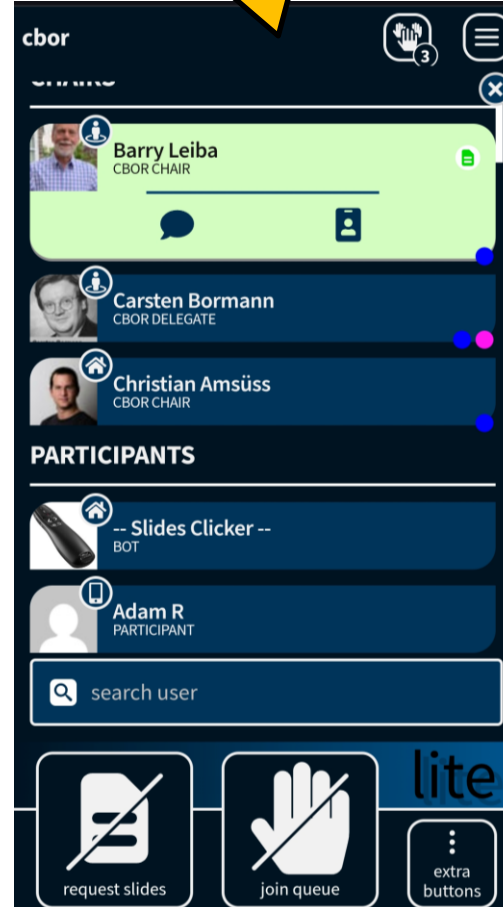 cbor
3
CHAIRS
Barry Leiba
CBOR CHAIR
Carsten Bormann
CBOR DELEGATE
Christian Amsüss
CBOR CHAIR
PARTICIPANTS
-- Slides Clicker --
BOT
Adam R
PARTICIPANT
search user
lite
request slides
join queue
extra
buttons